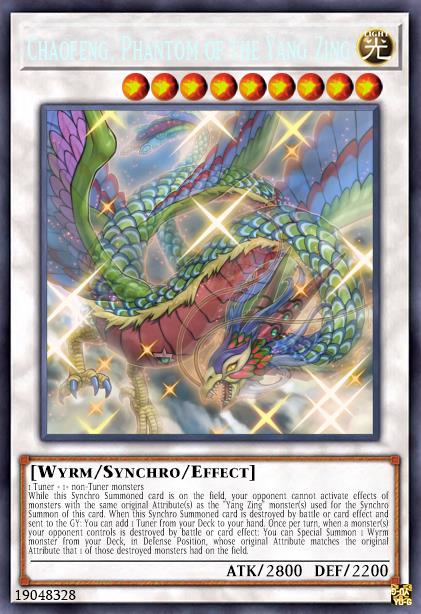 Chaofeng, Phantom of the Yang Zing
LIGHT
光
[Wyrm/Synchro/Effect]
1 Tuner + 1+ non-Tuner monsters
While this Synchro Summoned card is on the field, your opponent cannot activate effects of
monsters with the same original Attribute(s) as the "Yang Zing" monster(s) used for the Synchro
Summon of this card. When this Synchro Summoned card is destroyed by battle or card effect and
sent to the GY: You can add 1 Tuner from your Deck to your hand. Once per turn, when a monster(s)
your opponent controls is destroyed by battle or card effect: You can Special Summon 1 Wyrm
monster from your Deck, in Defense Position, whose original Attribute matches the original
Attribute that 1 of those destroyed monsters had on the field.
ATK/2800 DEF/2200
19048328